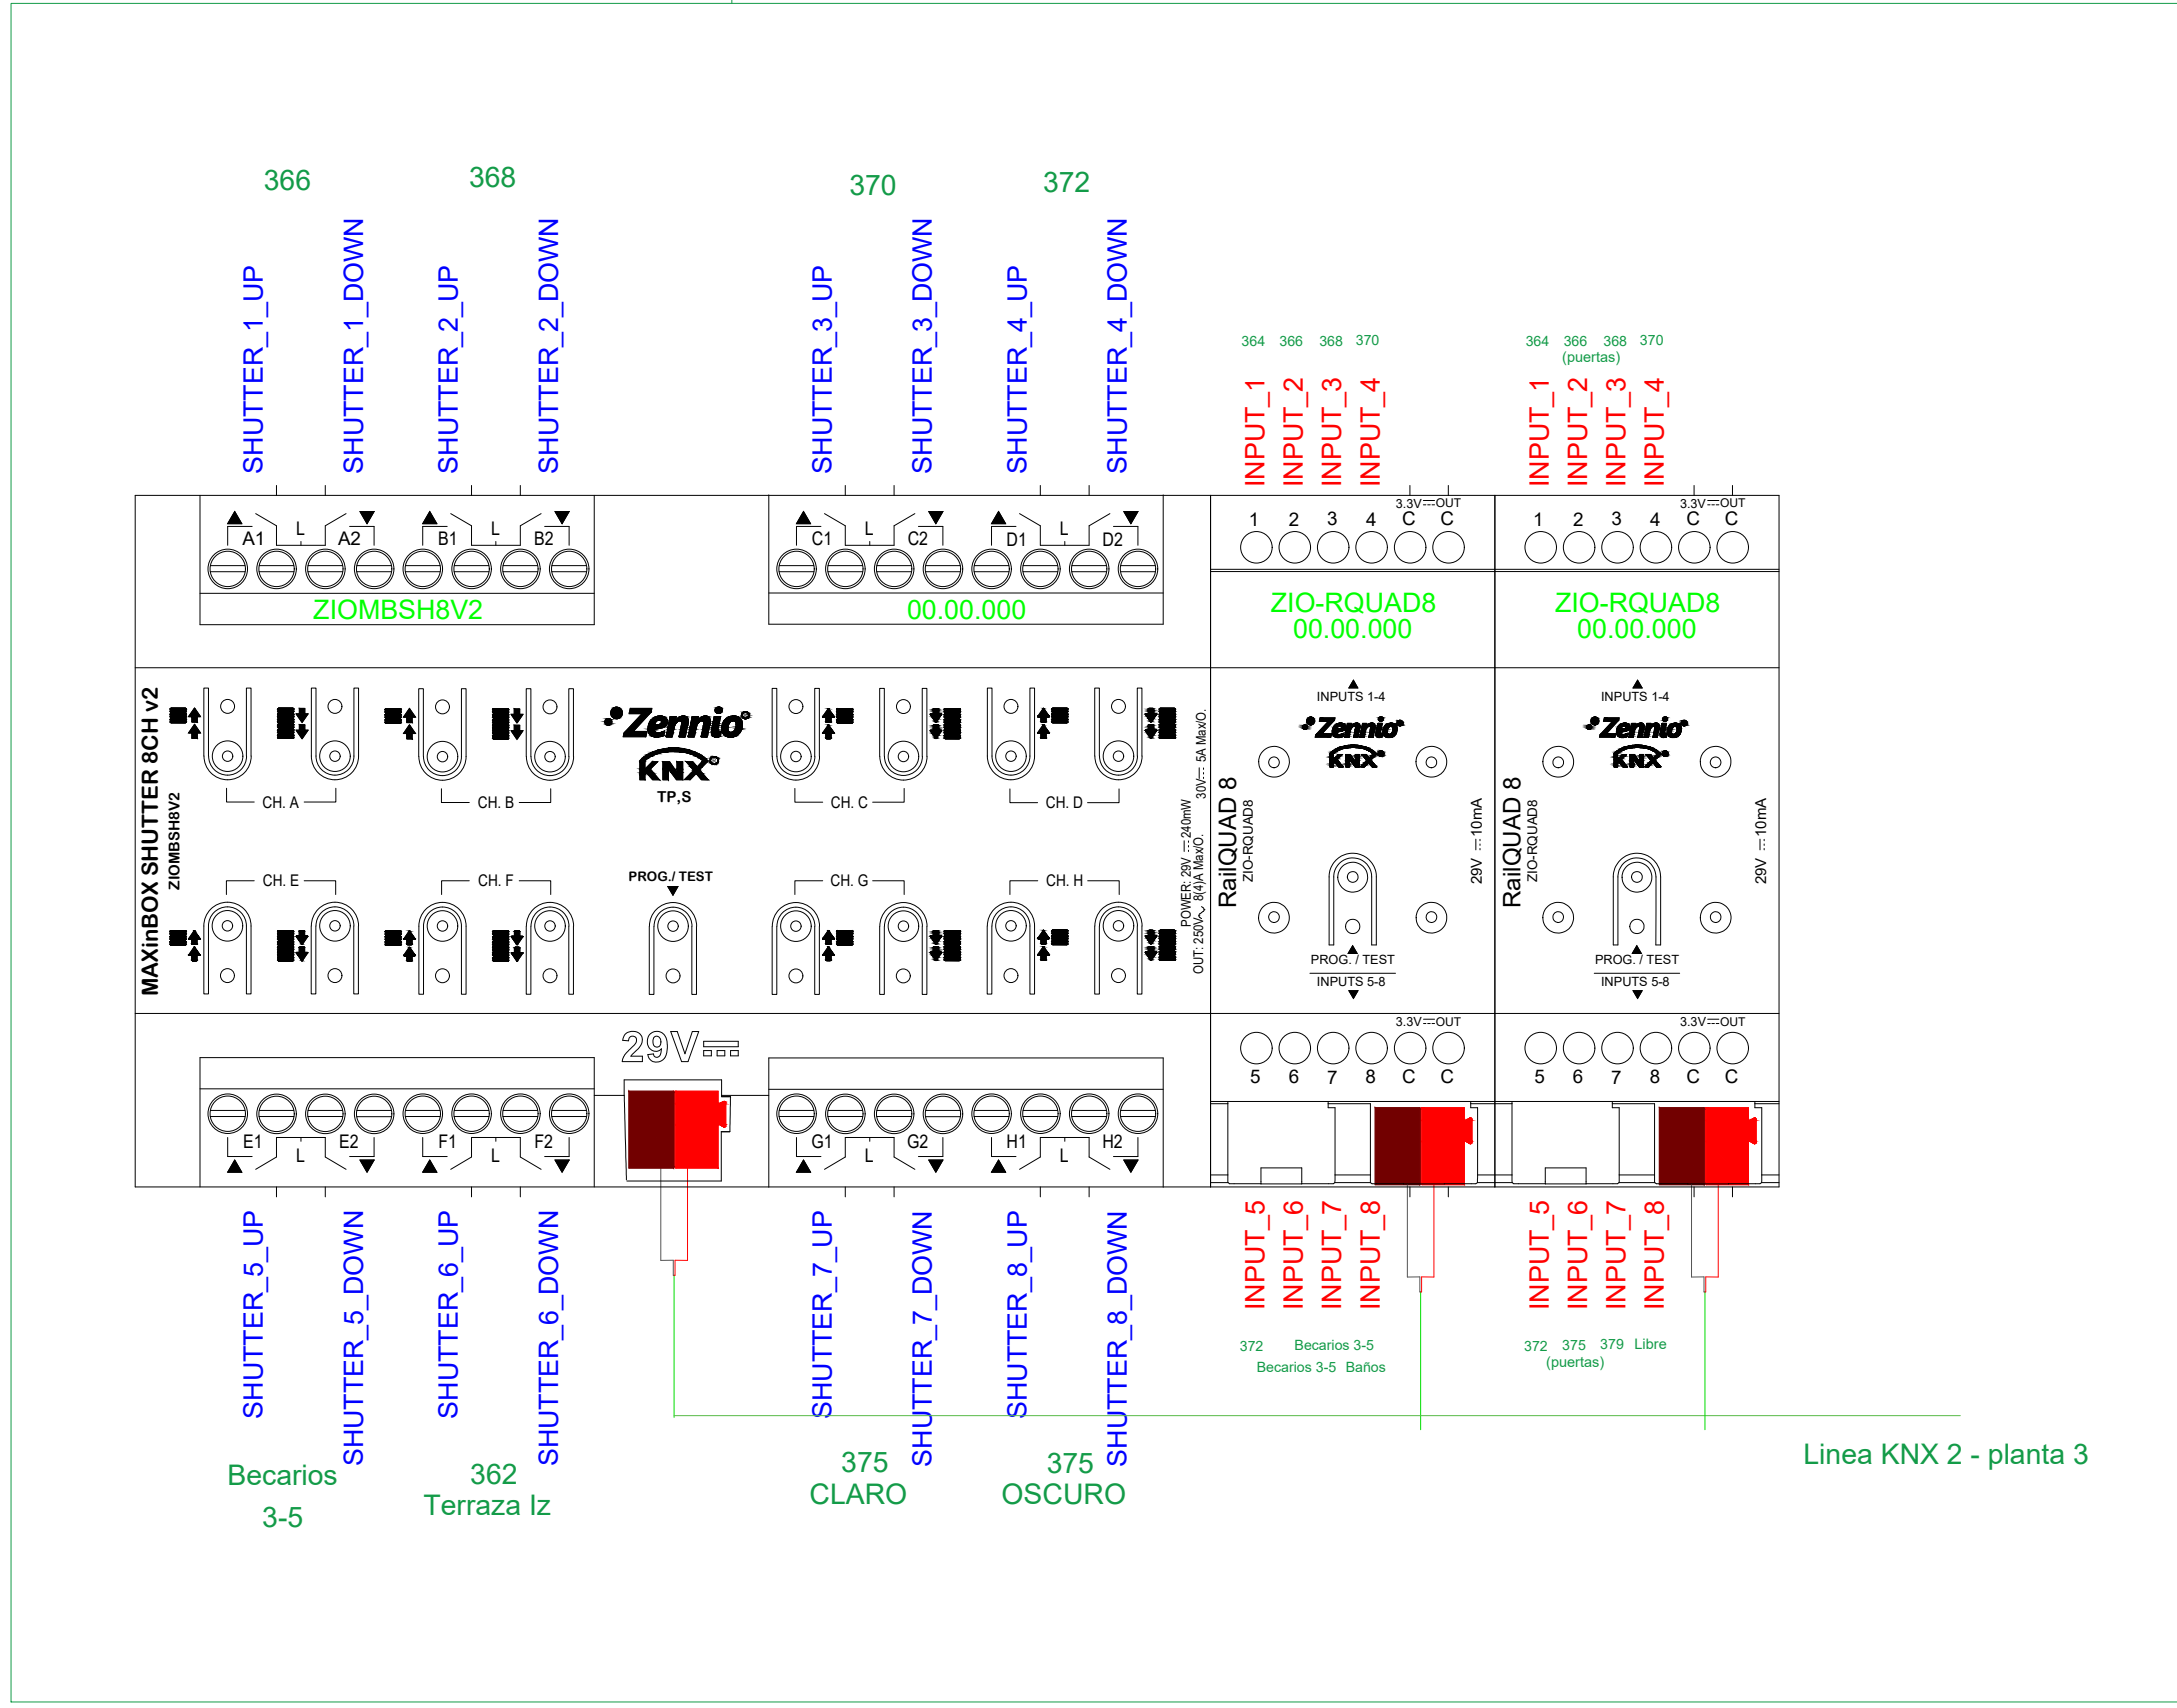 366
368
370
372
SHUTTER_1_UP
SHUTTER_1_DOWN
SHUTTER_2_UP
SHUTTER_2_DOWN
SHUTTER_3_UP
SHUTTER_3_DOWN
SHUTTER_4_UP
SHUTTER_4_DOWN
364 366 368 370
INPUT_1
INPUT_2
INPUT_3
INPUT_4
364 366 368 370
(puertas)
INPUT_1
INPUT_2
INPUT_3
INPUT_4
A1 L A2 B1 L B2
C1 L C2 D1 L D2
3.3V OUT
1 2 3 4 C C
3.3V OUT
1 2 3 4 C C
ZIOMBSH8V2
00.00.000
ZIO-RQUAD8
00.00.000
ZIO-RQUAD8
00.00.000
MAXinBOX SHUTTER 8CH v2
ZIOMBSH8V2
CH. A
CH. B
Zennio
KNX
TP,S
CH. C
CH. D
CH. E
CH. F
PROG./ TEST
CH. G
CH. H
POWER: 29V 240mW
OUT: 250V 8(4)A Max/O. 30V 5A Max/O.
RailQUAD 8
ZIO-RQUAD8
INPUTS 1-4
Zennio
KNX
29V 10mA
PROG. / TEST
INPUTS 5-8
RailQUAD 8
ZIO-RQUAD8
INPUTS 1-4
Zennio
KNX
29V 10mA
PROG. / TEST
INPUTS 5-8
29V
3.3V OUT
5 6 7 8 C C
3.3V OUT
5 6 7 8 C C
E1 L E2 F1 L F2
G1 L G2 H1 L H2
SHUTTER_5_UP
SHUTTER_5_DOWN
SHUTTER_6_UP
SHUTTER_6_DOWN
SHUTTER_7_UP
SHUTTER_7_DOWN
SHUTTER_8_UP
SHUTTER_8_DOWN
INPUT_5
INPUT_6
INPUT_7
INPUT_8
372 Becarios 3-5
Becarios 3-5 Baños
INPUT_5
INPUT_6
INPUT_7
INPUT_8
372 375 379 Libre
(puertas)
Becarios
3-5
362
Terraza Iz
375
CLARO
375
OSCURO
Linea KNX 2 - planta 3